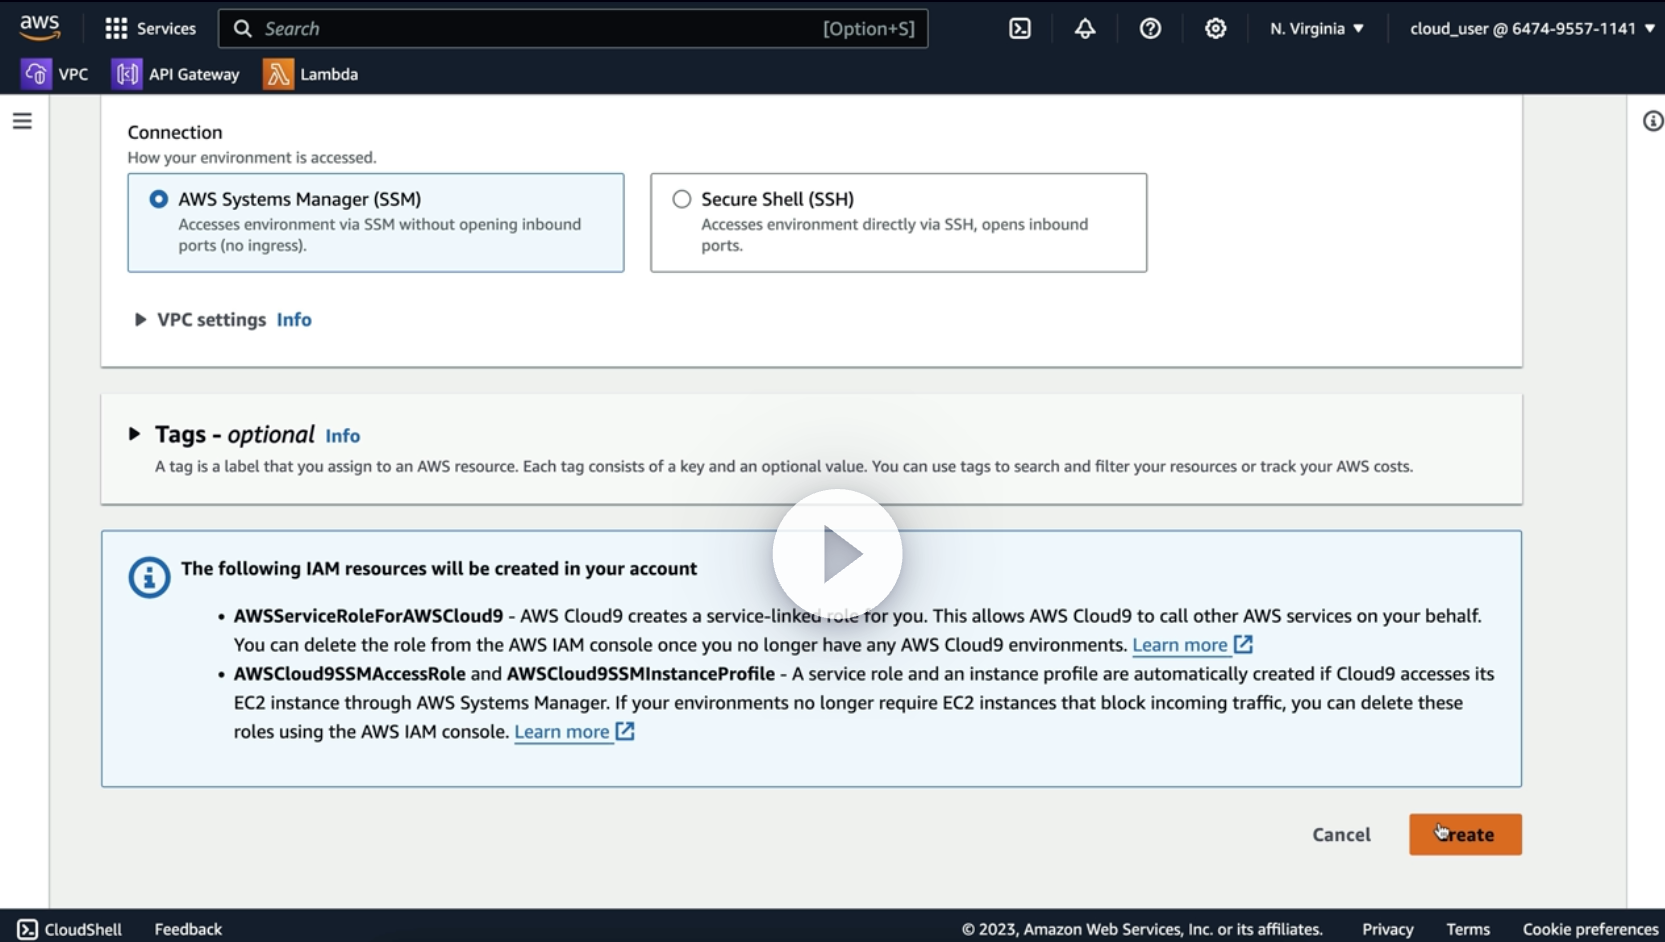 aws
Services
Search
[Option+S]
N. Virginia
cloud_user @ 6474-9557-1141
VPC
API Gateway
Lambda
Connection
How your environment is accessed.
AWS Systems Manager (SSM)
Accesses environment via SSM without opening inbound
ports (no ingress).
Secure Shell (SSH)
Accesses environment directly via SSH, opens inbound
ports.
VPC settings Info
Tags - optional Info
A tag is a label that you assign to an AWS resource. Each tag consists of a key and an optional value. You can use tags to search and filter your resources or track your AWS costs.
The following IAM resources will be created in your account
• AWSServiceRoleForAWSCloud9 - AWS Cloud9 creates a service-linked role for you. This allows AWS Cloud9 to call other AWS services on your behalf.
You can delete the role from the AWS IAM console once you no longer have any AWS Cloud9 environments. Learn more
• AWSCloud9SSMAccessRole and AWSCloud9SSMInstanceProfile - A service role and an instance profile are automatically created if Cloud9 accesses its
EC2 instance through AWS Systems Manager. If your environments no longer require EC2 instances that block incoming traffic, you can delete these
roles using the AWS IAM console. Learn more
Cancel
Create
CloudShell
Feedback
© 2023, Amazon Web Services, Inc. or its affiliates.
Privacy
Terms
Cookie preferences